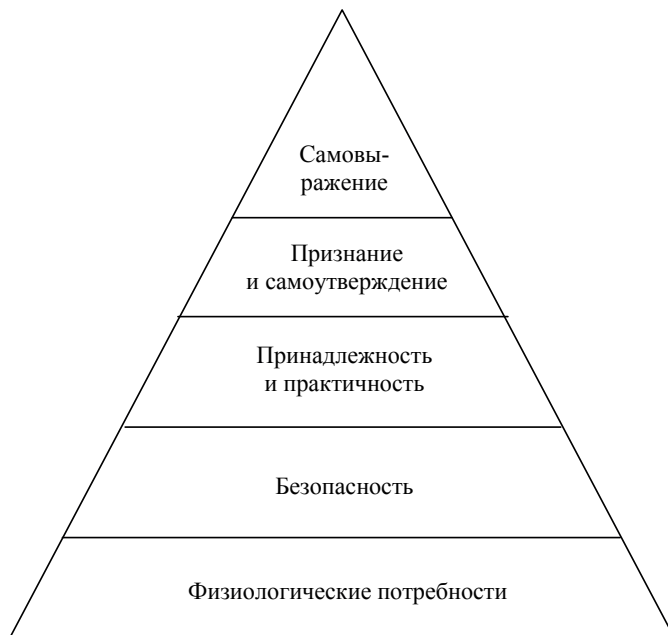 Самовы-
ражение
Признание
и самоутверждение
Принадлежность
и практичность
Безопасность
Физиологические потребности